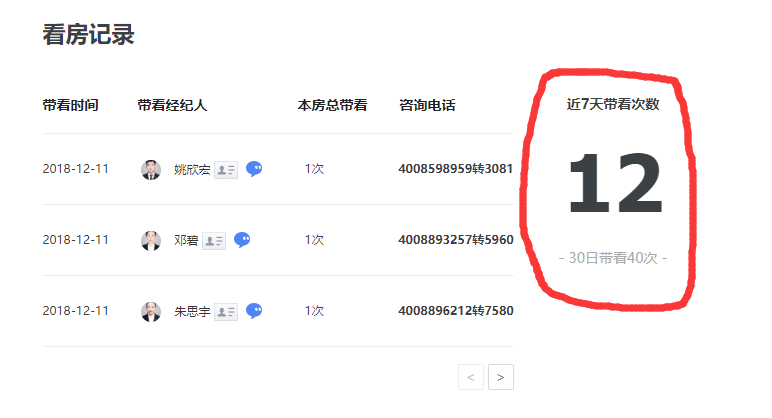 看房记录
带看时间 带看经纪人 本房总带看 咨询电话
2018-12-11 姚欣宏 1次 4008598959转3081
2018-12-11 邓碧 1次 4008893257转5960
2018-12-11 朱思宇 1次 4008896212转7580
< >
近7天带看次数
12
- 30日带看40次 -